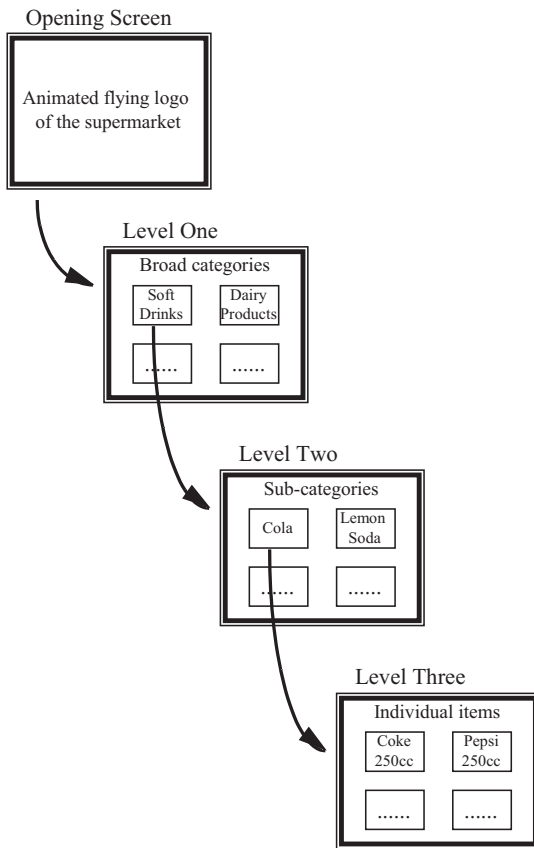 Opening Screen
Animated flying logo
of the supermarket
Level One
Broad categories
Soft
Drinks
Dairy
Products
......
......
Level Two
Sub-categories
Cola
Lemon
Soda
......
......
Level Three
Individual items
Coke
250cc
Pepsi
250cc
......
......